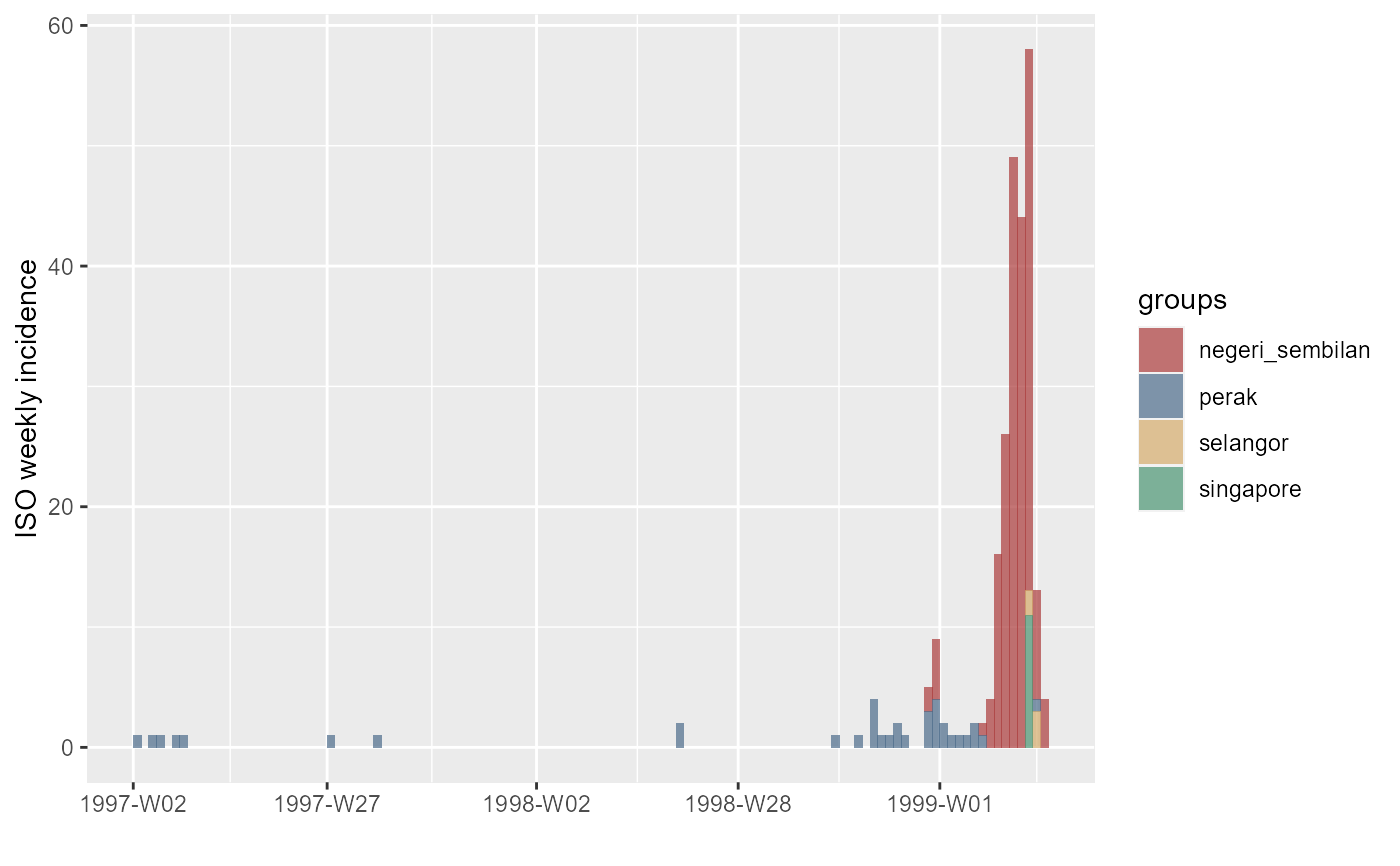 60
40
20
0
ISO weekly incidence
1997-W02
1997-W27
1998-W02
1998-W28
1999-W01
groups
negeri_sembilan
perak
selangor
singapore